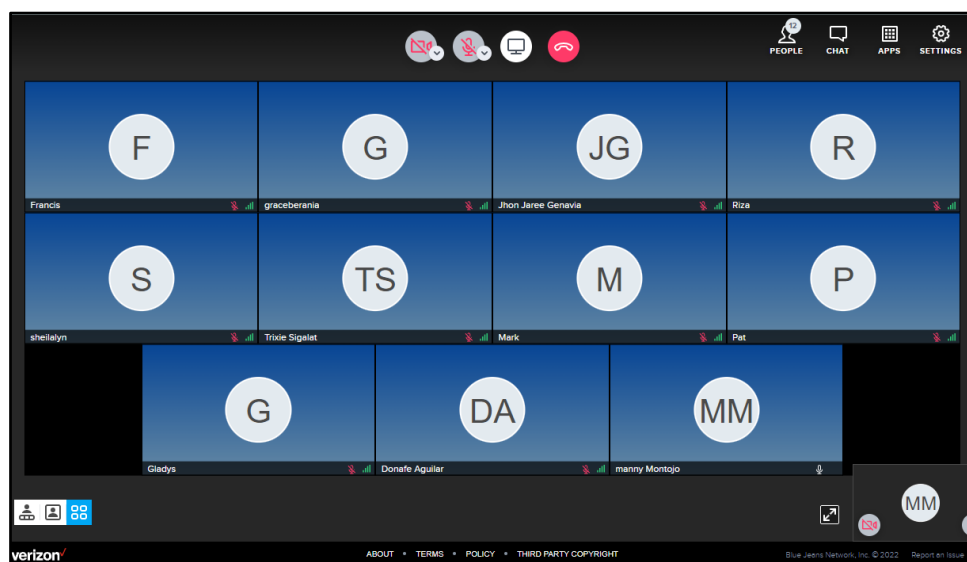 12
PEOPLE CHAT APPS SETTINGS
F G JG R
Francis graceberania Jhon Jaree Genavia Riza
S TS M P
sheilalyn Trixie Sigalat Mark Pat
G DA MM
Gladys Donafe Aguilar manny Montojo
MM
verizon ABOUT • TERMS • POLICY • THIRD PARTY COPYRIGHT Blue Jeans Network, Inc. © 2022 Report an Issue